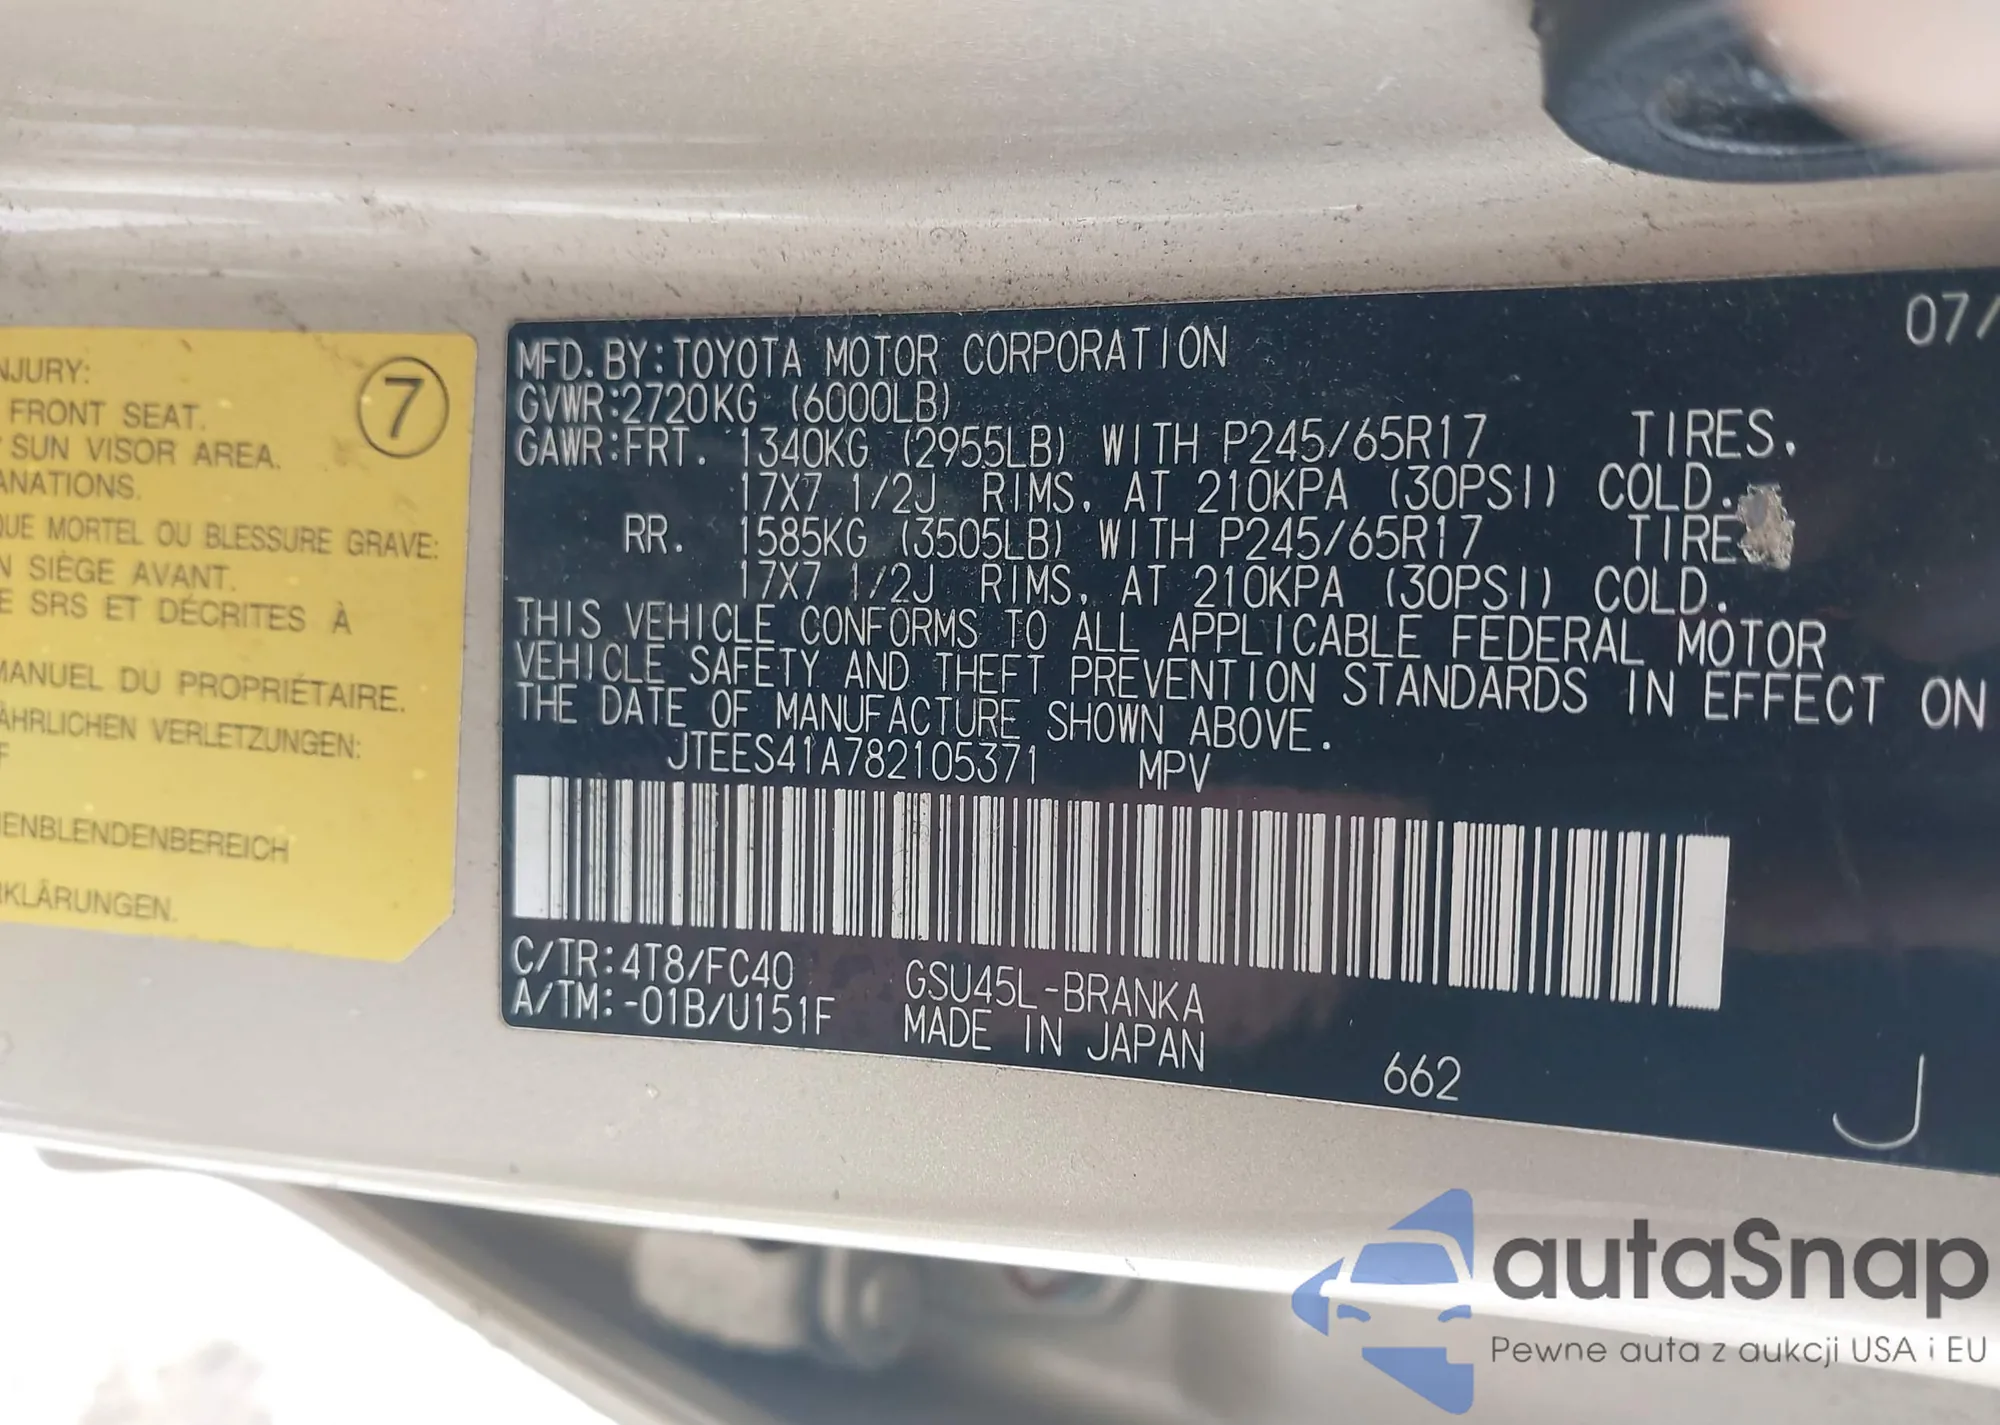 NJURY:
FRONT SEAT.
SUN VISOR AREA.
ANATIONS.
QUE MORTEL OU BLESSURE GRAVE:
N SIÈGE AVANT.
E SRS ET DÉCRITES À
MANUEL DU PROPRIÉTAIRE.
ÄHRLICHEN VERLETZUNGEN:
F
ENBLENDENBEREICH
RKLÄRUNGEN.
7
07/
MFD. BY:TOYOTA MOTOR CORPORATION
GVWR:2720KG (6000LB)
GAWR:FRT. 1340KG (2955LB) WITH P245/65R17 TIRES.
17X7 1/2J RIMS, AT 210KPA (30PSI) COLD.
RR. 1585KG (3505LB) WITH P245/65R17 TIRE
17X7 1/2J RIMS, AT 210KPA (30PSI) COLD.
THIS VEHICLE CONFORMS TO ALL APPLICABLE FEDERAL MOTOR
VEHICLE SAFETY AND THEFT PREVENTION STANDARDS IN EFFECT ON
THE DATE OF MANUFACTURE SHOWN ABOVE.
JTEES41A782105371 MPV
C/TR:4T8/FC40 GSU45L-BRANKA
A/TM:-01B/U151F MADE IN JAPAN
662
J
autaSnap
Pewne auta z aukcji USA i EU